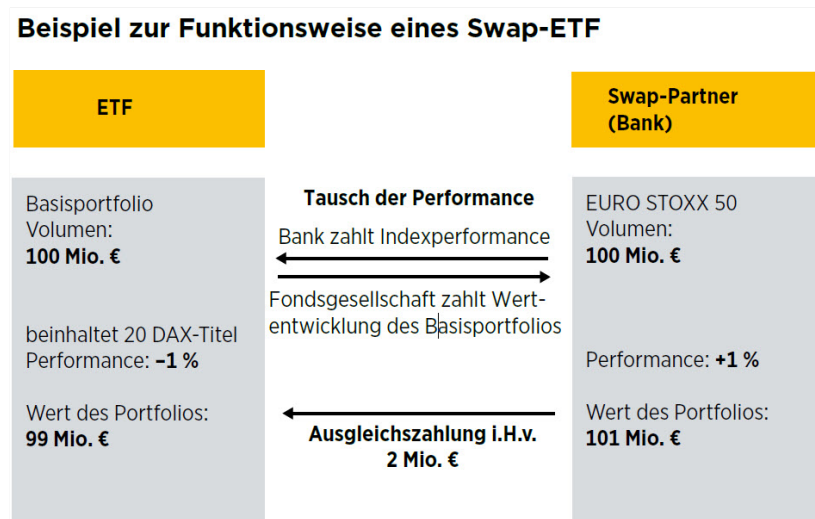 Beispiel zur Funktionsweise eines Swap-ETF
ETF
Swap-Partner
(Bank)
Basisportfolio
Volumen:
100 Mio. €
beinhaltet 20 DAX-Titel
Performance: –1 %
Wert des Portfolios:
99 Mio. €
Tausch der Performance
Bank zahlt Indexperformance
Fondsgesellschaft zahlt Wert-
entwicklung des Basisportfolios
Ausgleichszahlung i.H.v.
2 Mio. €
EURO STOXX 50
Volumen:
100 Mio. €
Performance: +1 %
Wert des Portfolios:
101 Mio. €